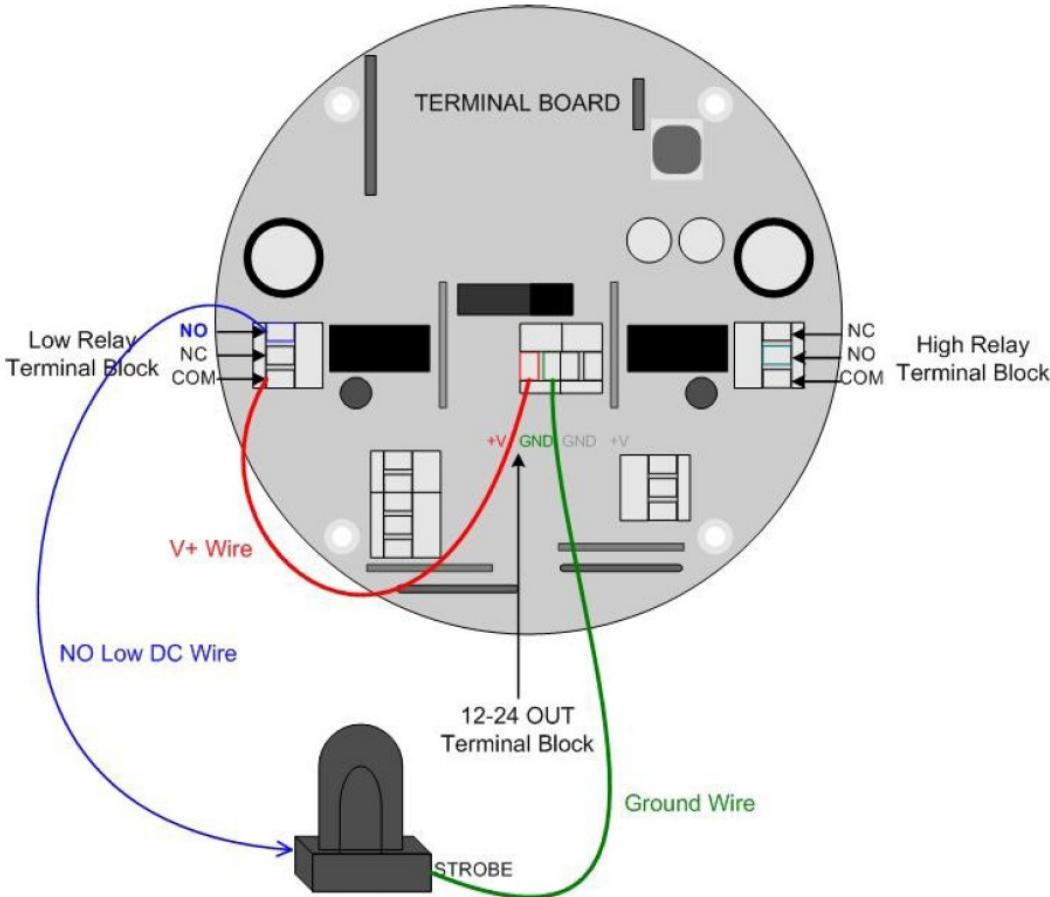 TERMINAL BOARD
Low Relay
Terminal Block
NO
NC
COM
NC
NO
COM
High Relay
Terminal Block
+V GND GND +V
V+ Wire
NO Low DC Wire
12-24 OUT
Terminal Block
Ground Wire
STROBE